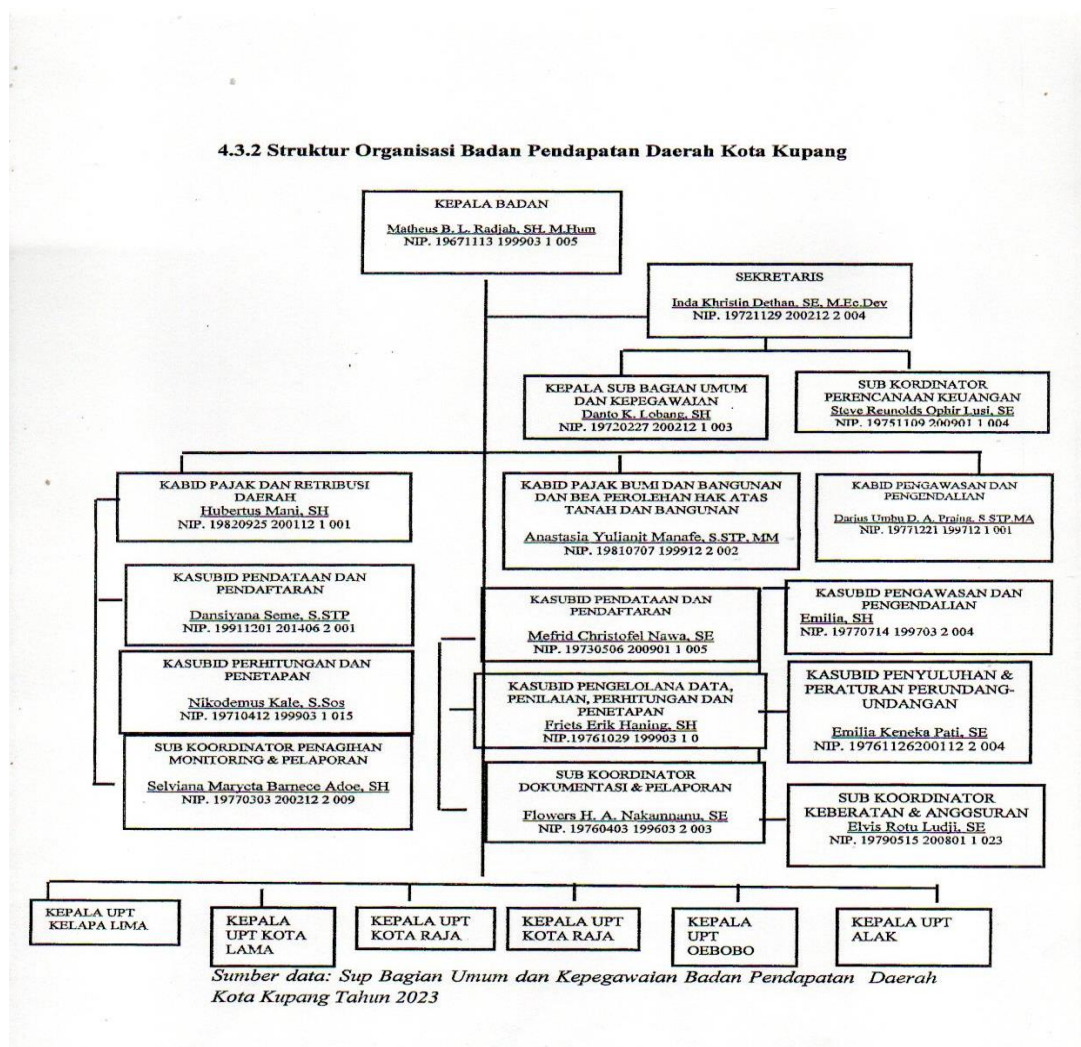 4.3.2 Struktur Organisasi Badan Pendapatan Daerah Kota Kupang
KEPALA BADAN
Matheus B. L. Radjah, SH, M.Hum
NIP. 19671113 199903 1 005
SEKRETARIS
Inda Khristin Dethan, SE, M.Ec.Dev
NIP. 19721129 200212 2 004
KEPALA SUB BAGIAN UMUM
DAN KEPEGAWAIAN
Danto K. Lobang, SH
NIP. 19720227 200212 1 003
SUB KORDINATOR
PERENCANAAN KEUANGAN
Steve Reunolds Ophir Lusi, SE
NIP. 19751109 200901 1 004
KABID PAJAK DAN RETRIBUSI
DAERAH
Hubertus Mani, SH
NIP. 19820925 200112 1 001
KABID PAJAK BUMI DAN BANGUNAN
DAN BEA PEROLEHAN HAK ATAS
TANAH DAN BANGUNAN
Anastasia Yulianit Manafe, S.STP, MM
NIP. 19810707 199912 2 002
KABID PENGAWASAN DAN
PENGENDALIAN
Darius Umbu D. A. Praing, S.STP.MA
NIP. 19771221 199712 1 001
KASUBID PENDATAAN DAN
PENDAFTARAN
Dansiyana Seme, S.STP
NIP. 19911201 201406 2 001
KASUBID PERHITUNGAN DAN
PENETAPAN
Nikodemus Kale, S.Sos
NIP. 19710412 199903 1 015
SUB KOORDINATOR PENAGIHAN
MONITORING & PELAPORAN
Selviana Maryeta Barnece Adoe, SH
NIP. 19770303 200212 2 009
KASUBID PENDATAAN DAN
PENDAFTARAN
Mefrid Christofel Nawa, SE
NIP. 19730506 200901 1 005
KASUBID PENGELOLANA DATA,
PENILAIAN, PERHITUNGAN DAN
PENETAPAN
Friets Erik Haning, SH
NIP.19761029 199903 1 0
SUB KOORDINATOR
DOKUMENTASI & PELAPORAN
Flowers H. A. Nakamnanu, SE
NIP. 19760403 199603 2 003
KASUBID PENGAWASAN DAN
PENGENDALIAN
Emilia, SH
NIP. 19770714 199703 2 004
KASUBID PENYULUHAN &
PERATURAN PERUNDANG-
UNDANGAN
Emilia Keneka Pati, SE
NIP. 19761126200112 2 004
SUB KOORDINATOR
KEBERATAN & ANGGSURAN
Elvis Rotu Ludji, SE
NIP. 19790515 200801 1 023
KEPALA UPT
KELAPA LIMA
KEPALA
UPT KOTA
LAMA
KEPALA UPT
KOTA RAJA
KEPALA UPT
KOTA RAJA
KEPALA
UPT
OEBOBO
KEPALA UPT
ALAK
Sumber data: Sup Bagian Umum dan Kepegawaian Badan Pendapatan Daerah
Kota Kupang Tahun 2023